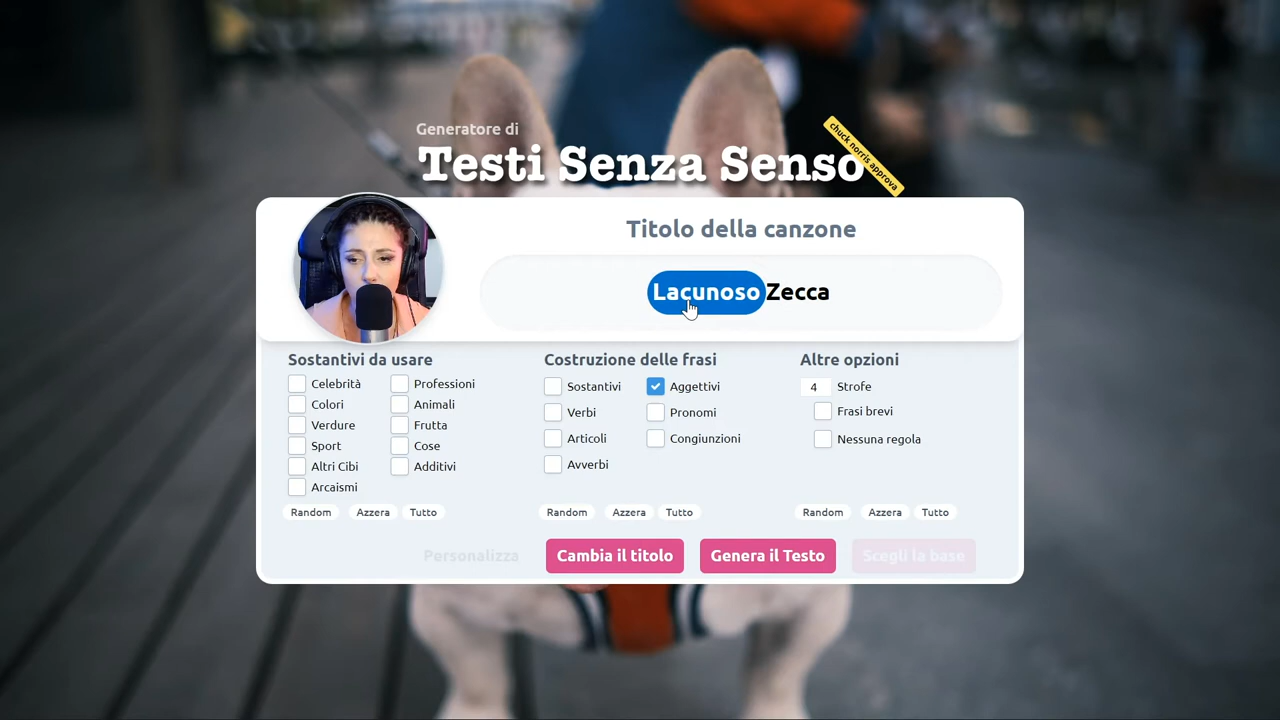 Generatore di
Testi Senza Senso
chuck norris approva
Titolo della canzone
Lacunoso Zecca
Sostantivi da usare
Celebrità
Professioni
Colori
Animali
Verdure
Frutta
Sport
Cose
Altri Cibi
Additivi
Arcaismi
Random Azzera Tutto
Costruzione delle frasi
Sostantivi
Aggettivi
Verbi
Pronomi
Articoli
Congiunzioni
Avverbi
Random Azzera Tutto
Altre opzioni
4 Strofe
Frasi brevi
Nessuna regola
Random Azzera Tutto
Personalizza
Cambia il titolo
Genera il Testo
Scegli la base